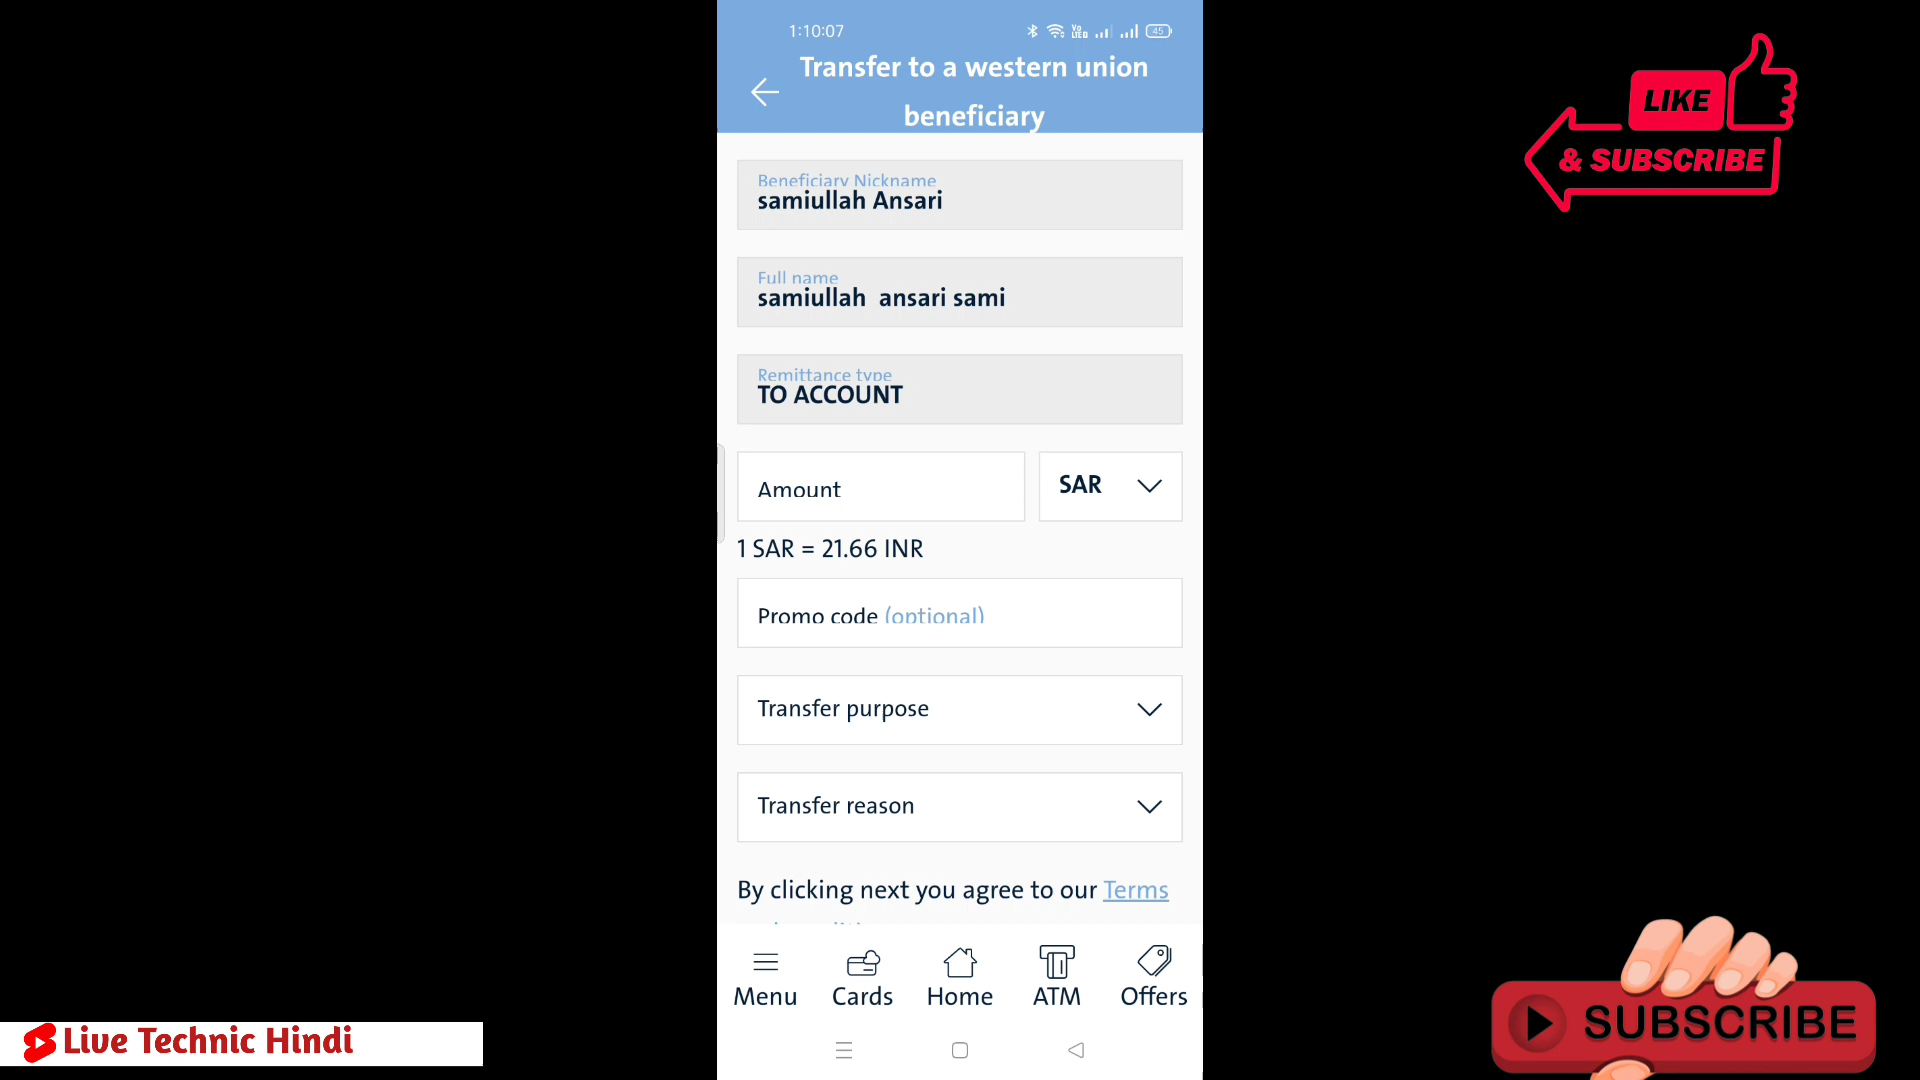 1:10:07
45
Transfer to a western union
beneficiary
LIKE
& SUBSCRIBE
Beneficiary Nickname
samiullah Ansari
Full name
samiullah ansari sami
Remittance type
TO ACCOUNT
Amount
SAR
1 SAR = 21.66 INR
Promo code (optional)
Transfer purpose
Transfer reason
By clicking next you agree to our Terms
Menu
Cards
Home
ATM
Offers
Live Technic Hindi
SUBSCRIBE